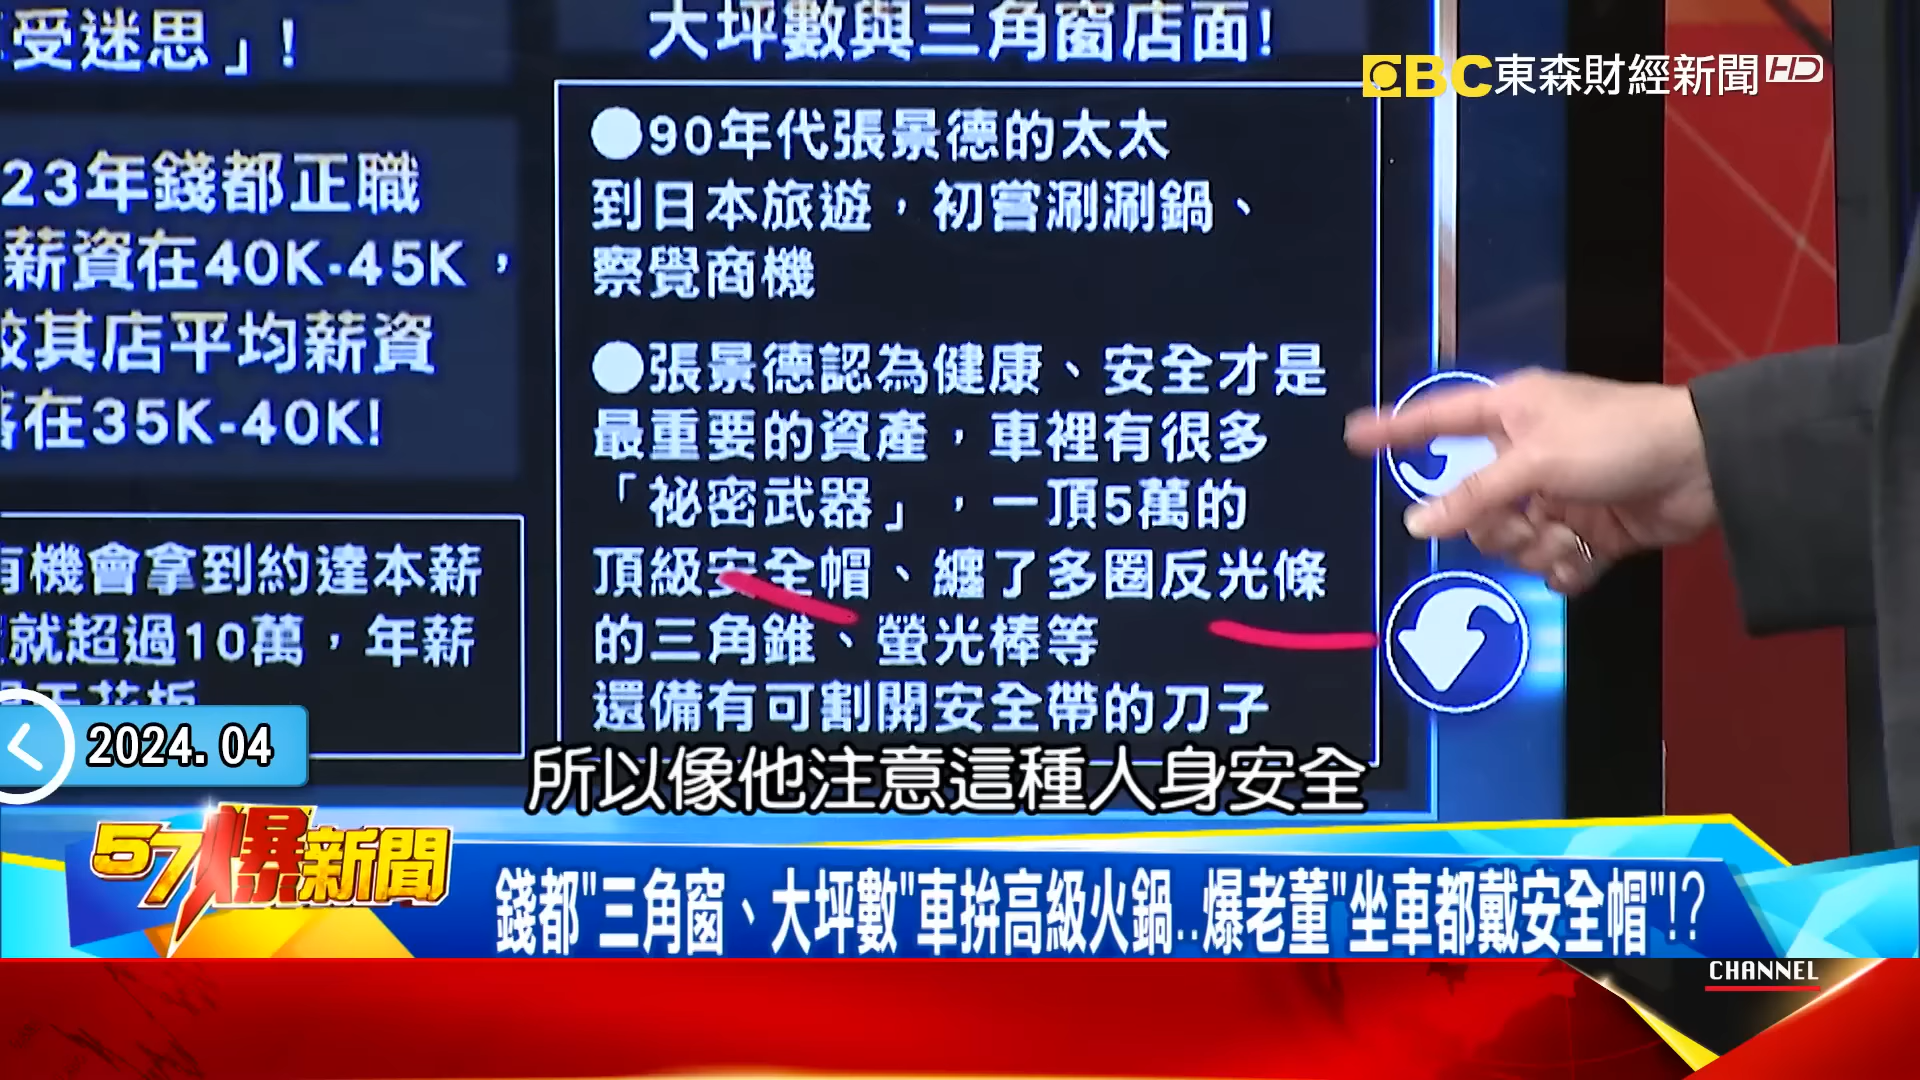 受迷思」!
23年錢都正職
薪資在40K-45K，
較其店平均薪資
落在35K-40K!
有機會拿到約達本薪
就超過10萬，年薪
大坪數與三角窗店面!
●90年代張景德的太太
到日本旅遊，初嘗涮涮鍋、
察覺商機
●張景德認為健康、安全才是
最重要的資產，車裡有很多
「祕密武器」，一頂5萬的
頂級安全帽、纏了多圈反光條
的三角錐、螢光棒等
還備有可割開安全帶的刀子
EBC東森財經新聞HD
2024.04
所以像他注意這種人身安全
57爆新聞
錢都"三角窗、大坪數"車拚高級火鍋..爆老董"坐車都戴安全帽"!?
CHANNEL